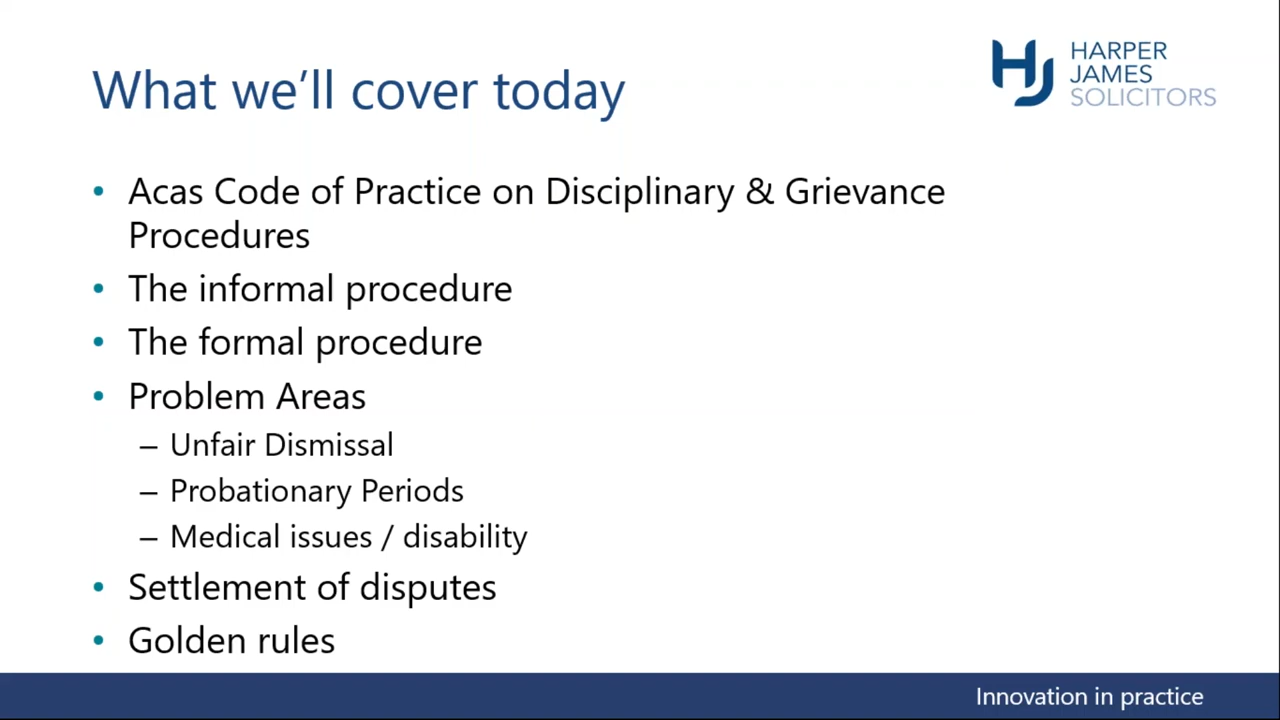 What we’ll cover today
HARPER
JAMES
SOLICITORS
• Acas Code of Practice on Disciplinary & Grievance
Procedures
• The informal procedure
• The formal procedure
• Problem Areas
– Unfair Dismissal
– Probationary Periods
– Medical issues / disability
• Settlement of disputes
• Golden rules
Innovation in practice